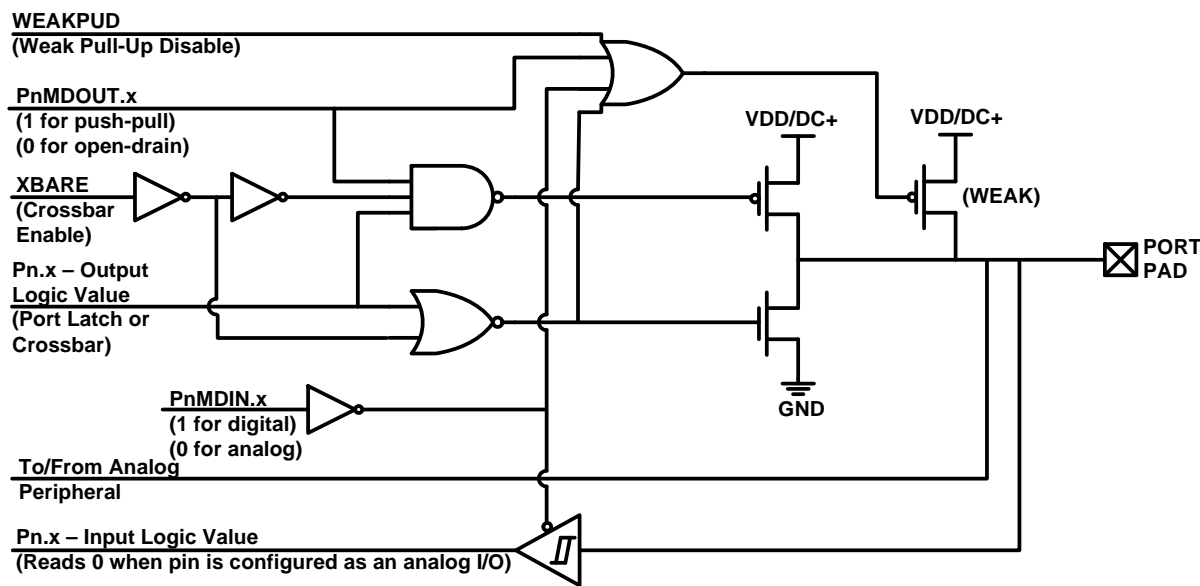 WEAKPUD
(Weak Pull-Up Disable)
PnMDOUT.x
(1 for push-pull)
(0 for open-drain)
XBARE
(Crossbar
Enable)
Pn.x – Output
Logic Value
(Port Latch or
Crossbar)
PnMDIN.x
(1 for digital)
(0 for analog)
To/From Analog
Peripheral
Pn.x – Input Logic Value
(Reads 0 when pin is configured as an analog I/O)
VDD/DC+
VDD/DC+
(WEAK)
PORT
PAD
GND